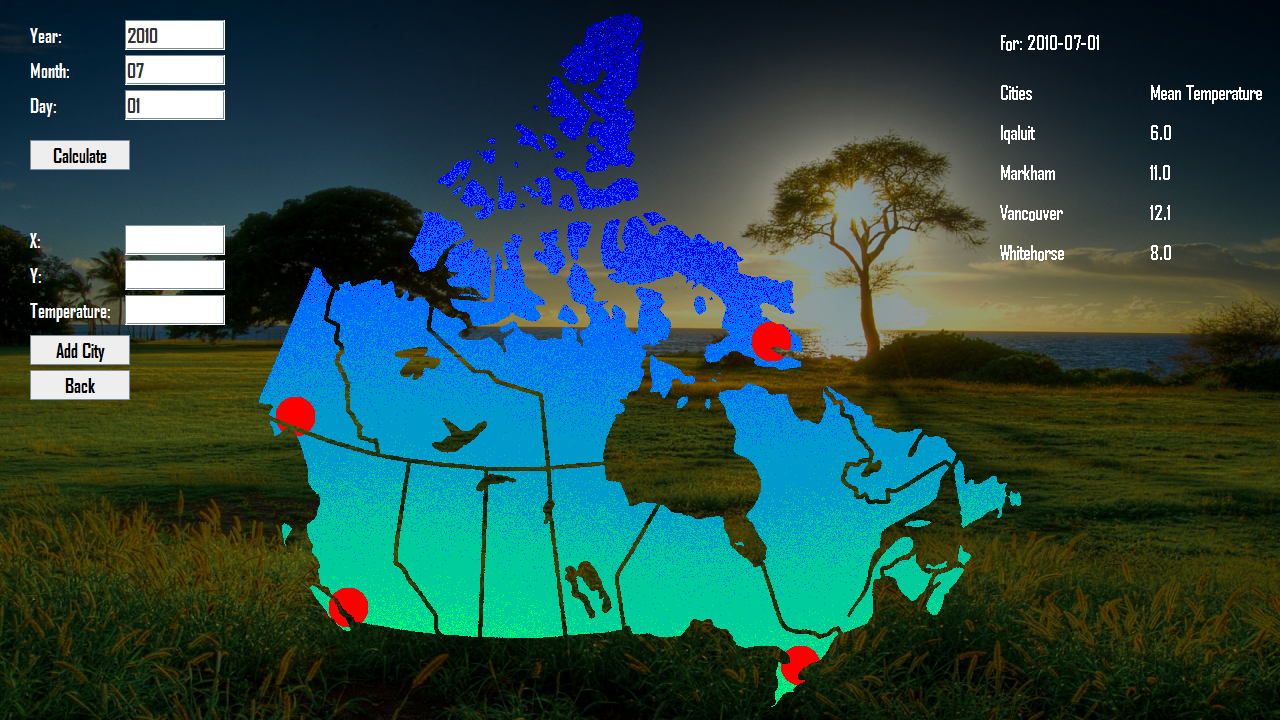 Year: 2010
Month: 07
Day: 01
Calculate
X:
Y:
Temperature:
Add City
Back
For: 2010-07-01
Cities Mean Temperature
Iqaluit 6.0
Markham 11.0
Vancouver 12.1
Whitehorse 8.0